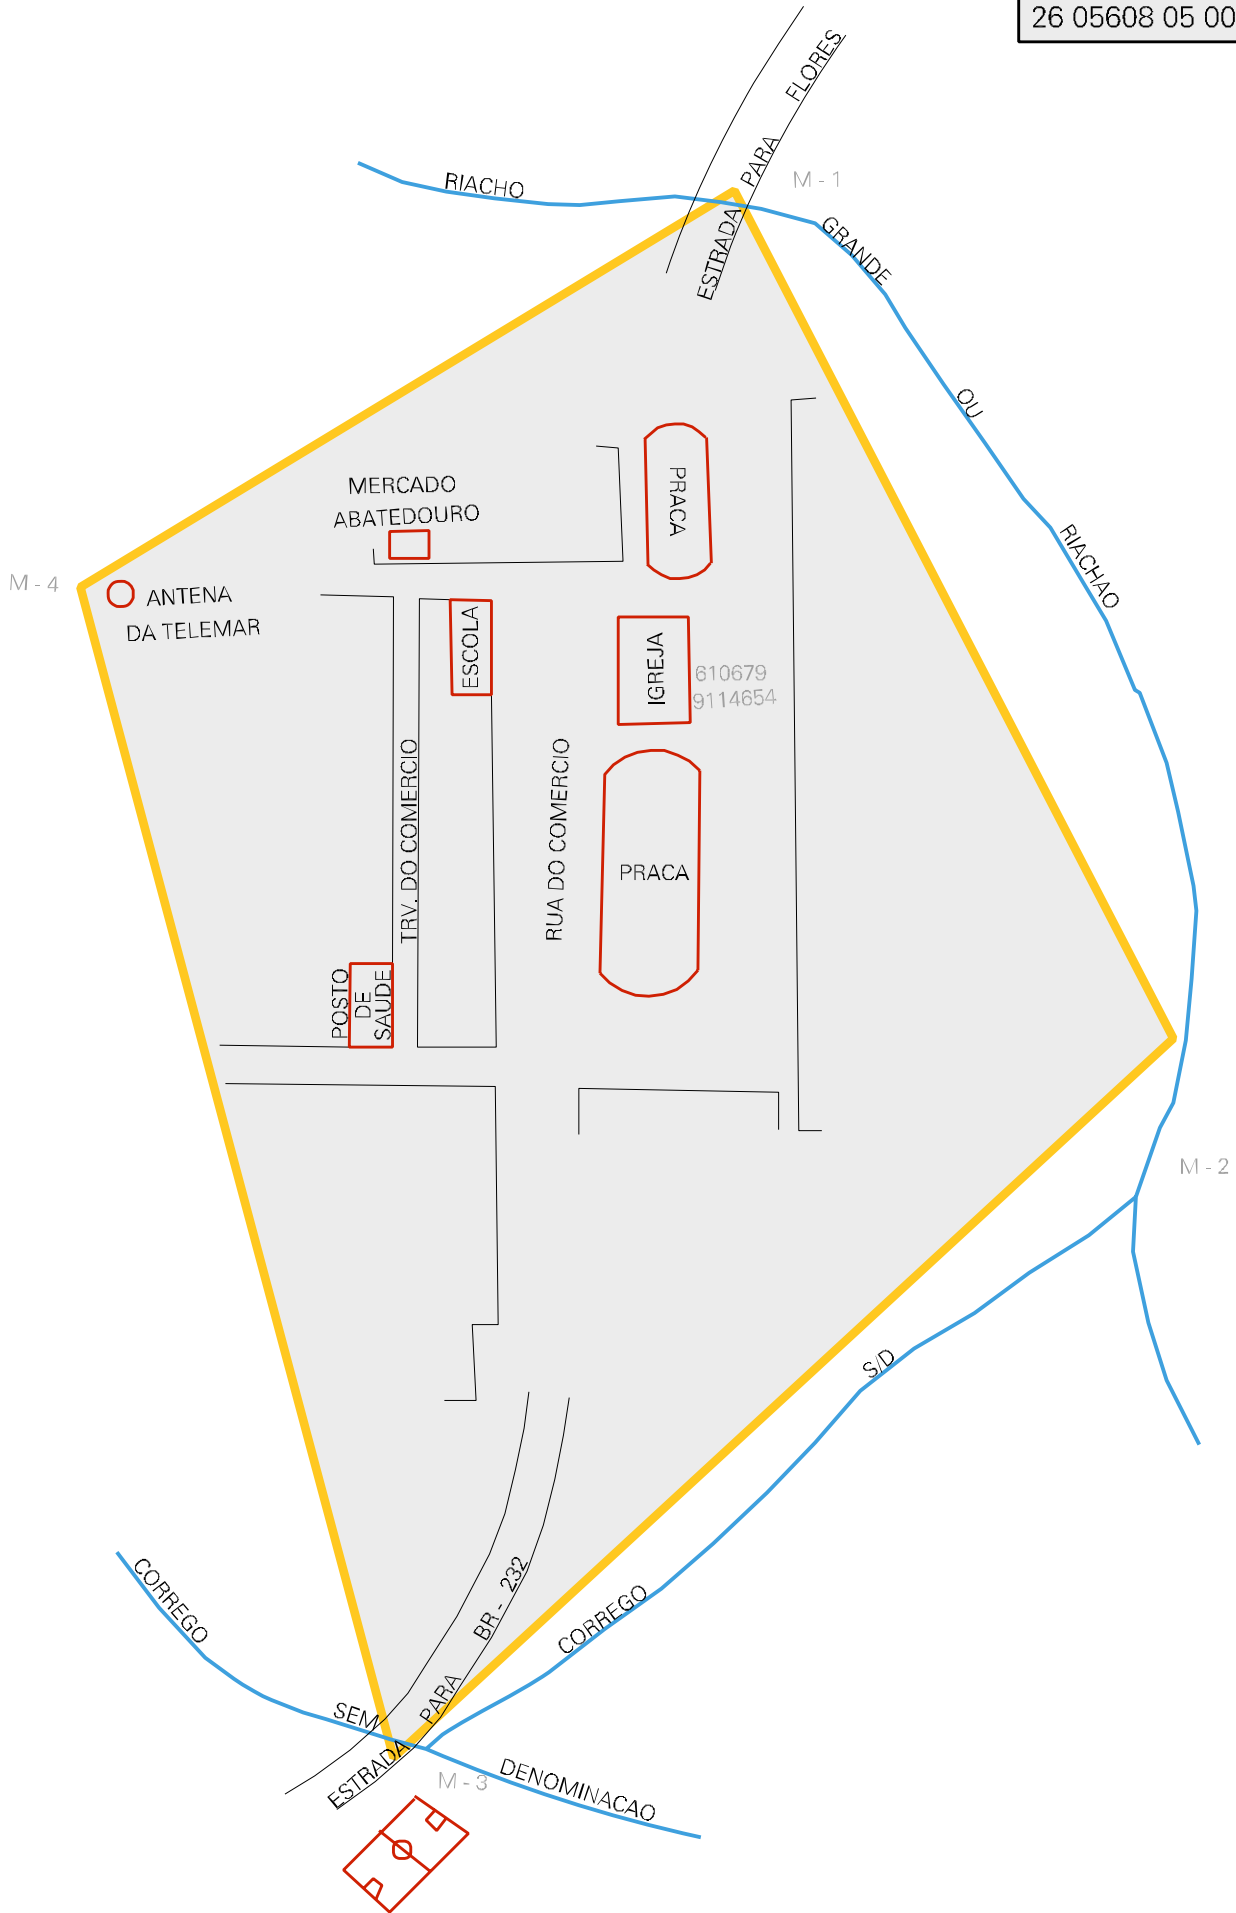 26 05608 05 00
ESTRADA PARA FLORES
M - 1
RIACHO GRANDE OU RIACHAO
MERCADO
ABATEDOURO
PRACA
M - 4
ANTENA
DA TELEMAR
ESCOLA
IGREJA
610679
9114654
TRV. DO COMERCIO
RUA DO COMERCIO
PRACA
POSTO
DE
SAUDE
M - 2
CORREGO S/D
ESTRADA PARA BR - 232
CORREGO SEM DENOMINACAO
M - 3